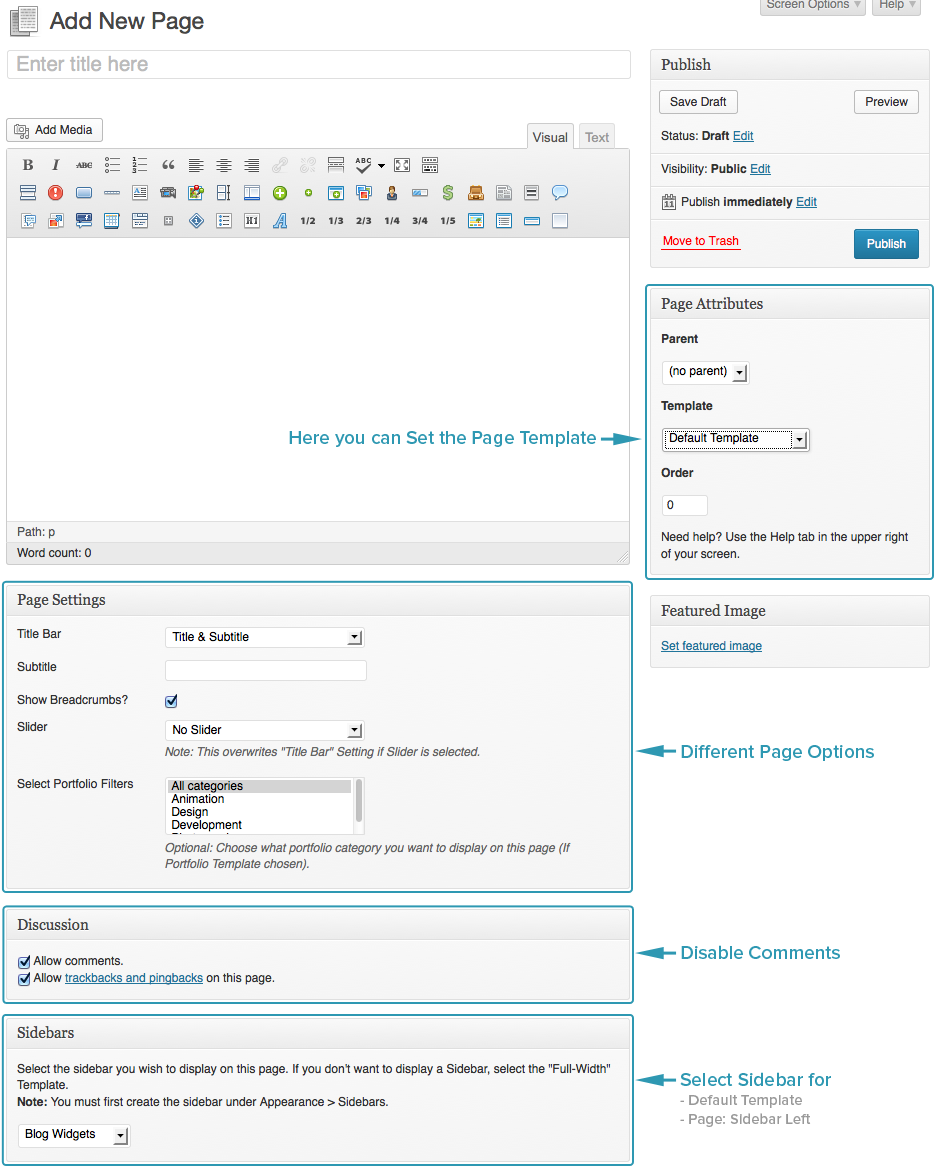 Add New Page
Screen Options
Help
Enter title here
Add Media
Visual
Text
B I ABC ABC
H1 A 1/2 1/3 2/3 1/4 3/4 1/5
Path: p
Word count: 0
Publish
Save Draft
Preview
Status: Draft Edit
Visibility: Public Edit
11 Publish immediately Edit
Move to Trash
Publish
Page Attributes
Parent
(no parent)
Template
Here you can Set the Page Template
Default Template
Order
0
Need help? Use the Help tab in the upper right
of your screen.
Featured Image
Set featured image
Page Settings
Title Bar
Title & Subtitle
Subtitle
Show Breadcrumbs?
Slider
No Slider
Note: This overwrites "Title Bar" Setting if Slider is selected.
Different Page Options
Select Portfolio Filters
All categories
Animation
Design
Development
Optional: Choose what portfolio category you want to display on this page (If
Portfolio Template chosen).
Discussion
Allow comments.
Allow trackbacks and pingbacks on this page.
Disable Comments
Sidebars
Select the sidebar you wish to display on this page. If you don't want to display a Sidebar, select the "Full-Width"
Template.
Note: You must first create the sidebar under Appearance > Sidebars.
Blog Widgets
Select Sidebar for
- Default Template
- Page: Sidebar Left